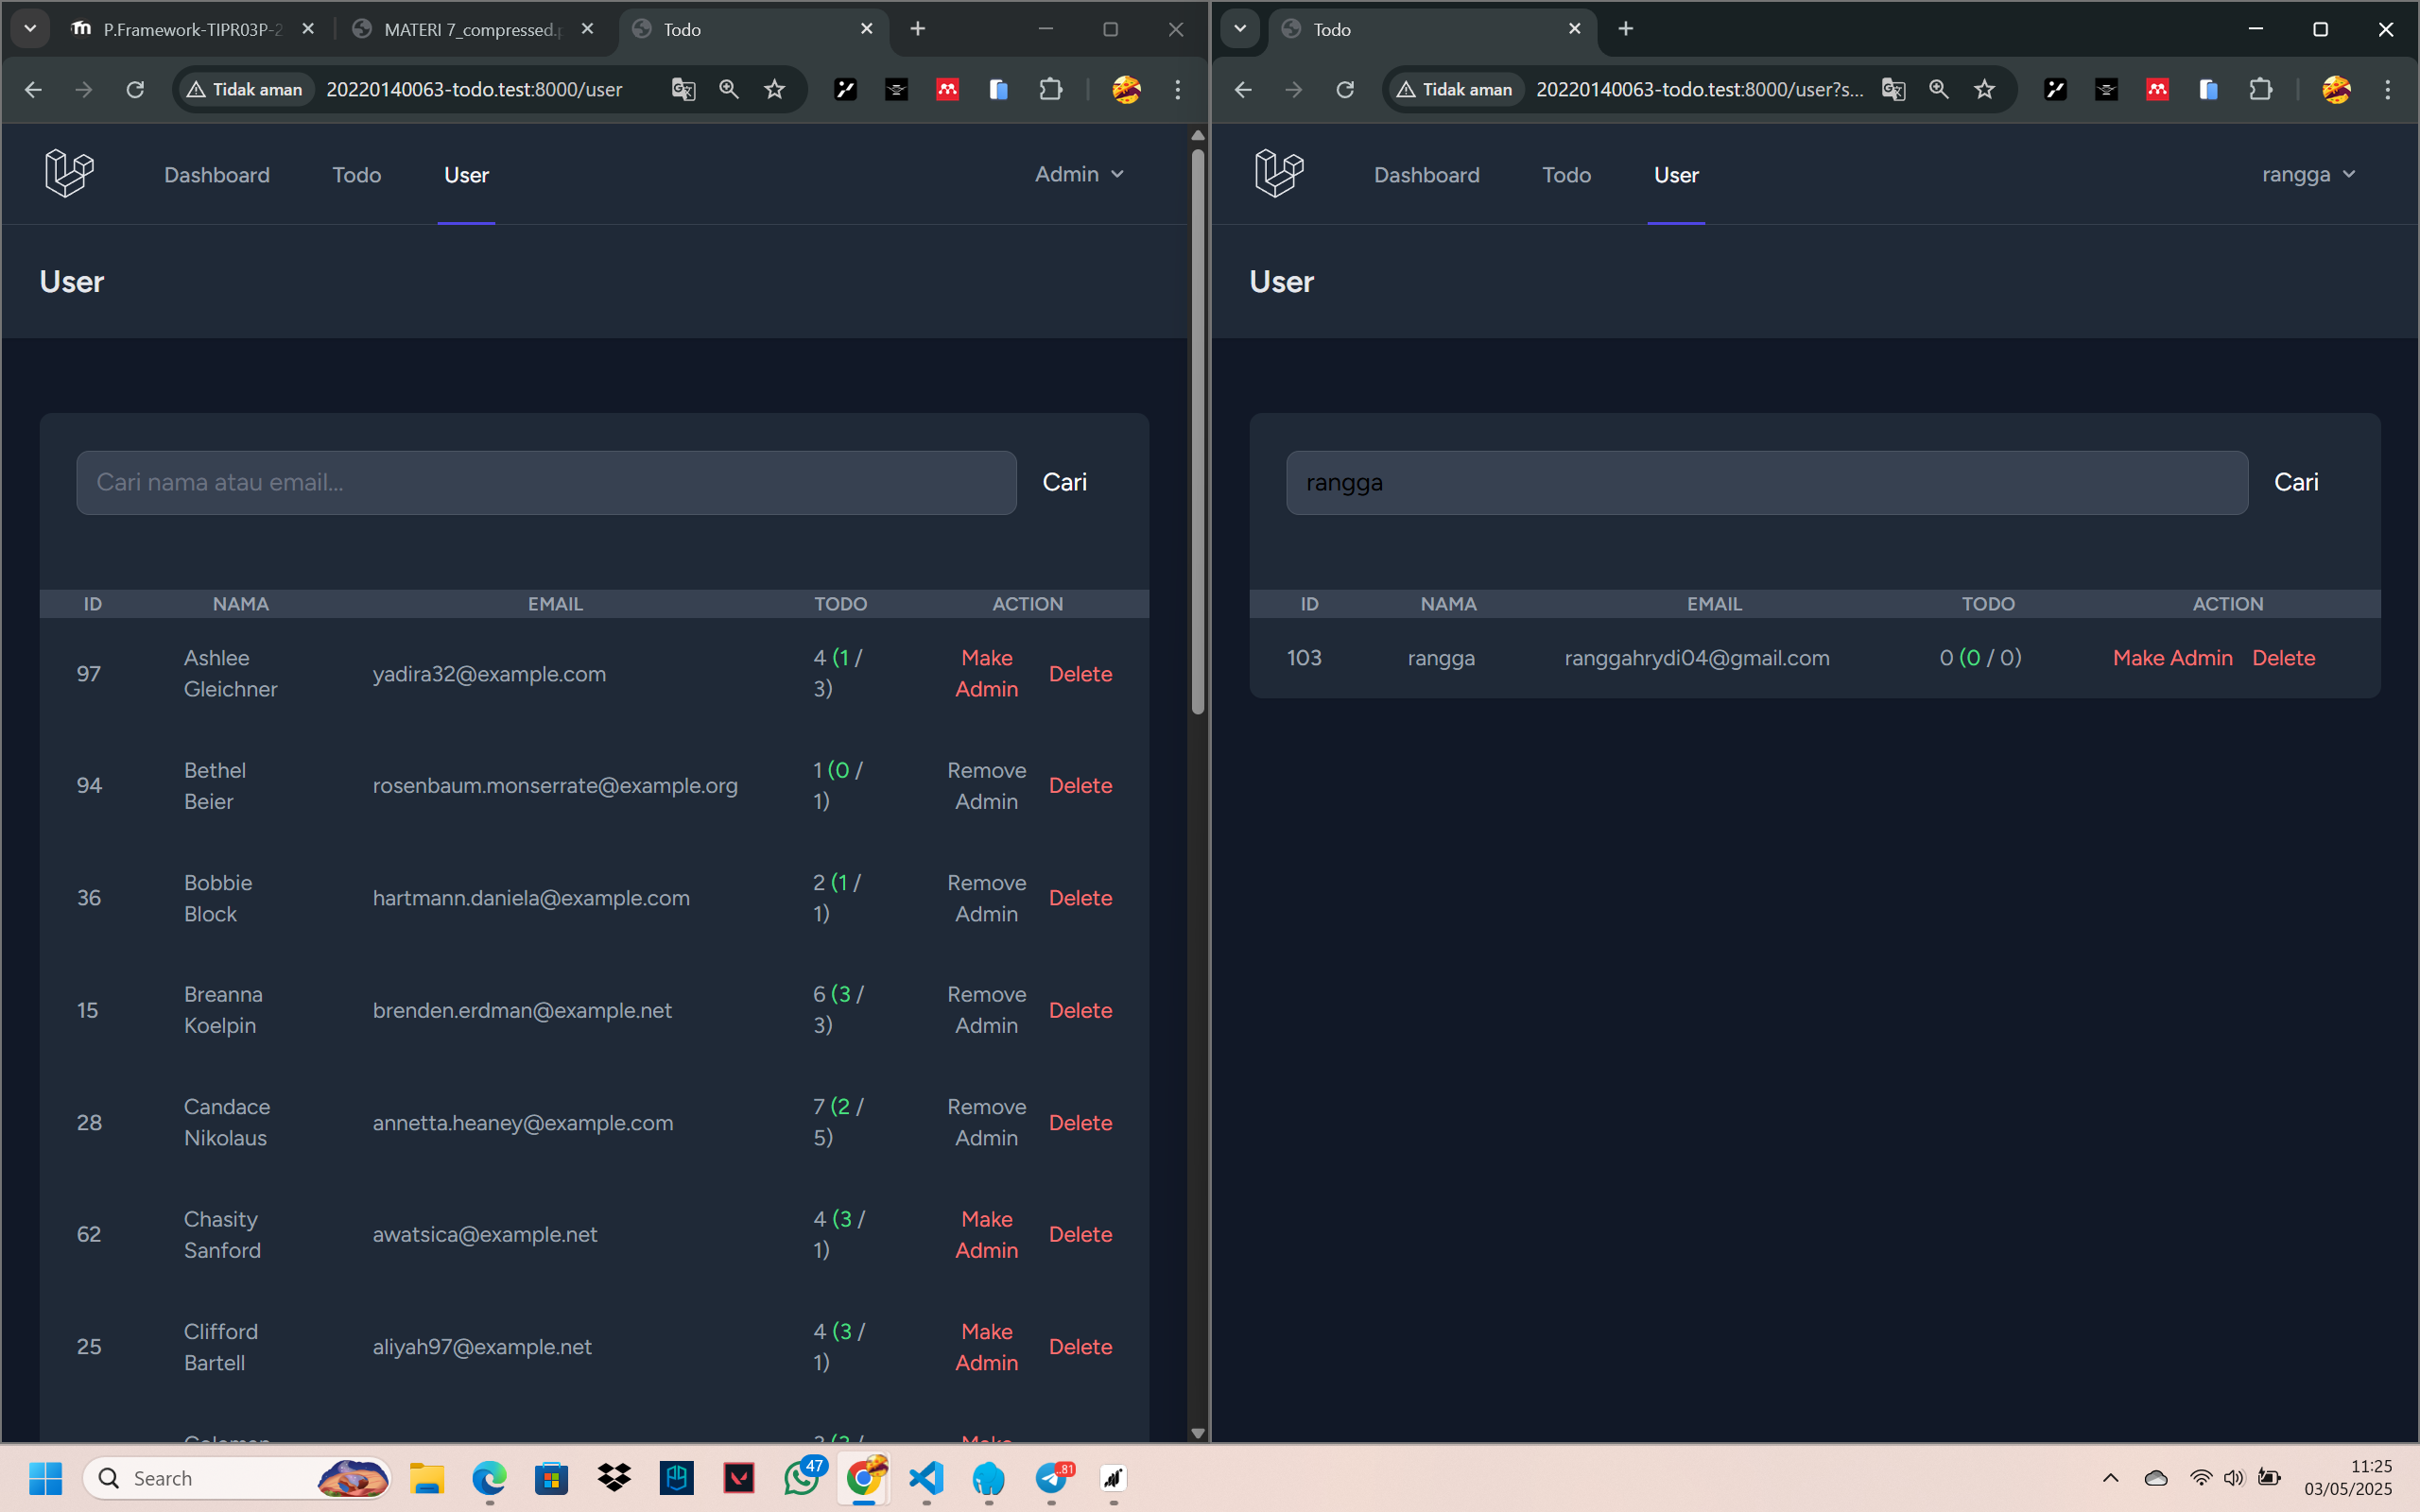 P.Framework-TIPR03P-2
MATERI 7_compressed.p
Todo
Tidak aman
20220140063-todo.test:8000/user
Dashboard
Todo
User
Admin
User
Cari nama atau email...
Cari
ID NAMA EMAIL TODO ACTION
97 Ashlee Gleichner yadira32@example.com 4 (1 / 3) Make Admin Delete
94 Bethel Beier rosenbaum.monserrate@example.org 1 (0 / 1) Remove Admin Delete
36 Bobbie Block hartmann.daniela@example.com 2 (1 / 1) Remove Admin Delete
15 Breanna Koelpin brenden.erdman@example.net 6 (3 / 3) Remove Admin Delete
28 Candace Nikolaus annetta.heaney@example.com 7 (2 / 5) Remove Admin Delete
62 Chasity Sanford awatsica@example.net 4 (3 / 1) Make Admin Delete
25 Clifford Bartell aliyah97@example.net 4 (3 / 1) Make Admin Delete
Todo
Tidak aman
20220140063-todo.test:8000/user?s...
Dashboard
Todo
User
rangga
User
rangga
Cari
ID NAMA EMAIL TODO ACTION
103 rangga ranggahrydi04@gmail.com 0 (0 / 0) Make Admin Delete
Search
47
..81
11:25
03/05/2025